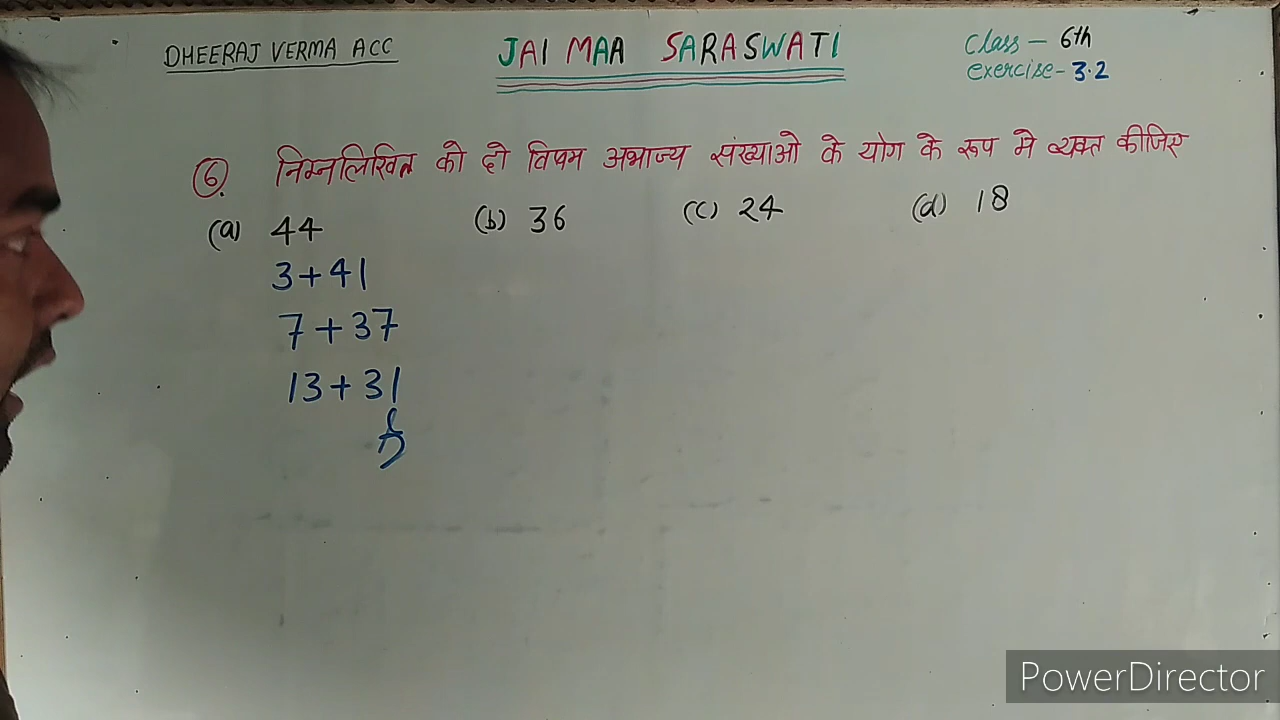 DHEERAJ VERMA ACC
JAI MAA SARASWATI
Class - 6th
exercise - 3.2
6. निम्नलिखित को दो विषम अभाज्य संख्याओ के योग के रूप मे व्यक्त कीजिए
(a) 44 (b) 36 (c) 24 (d) 18
3+41
7+37
13+31
PowerDirector